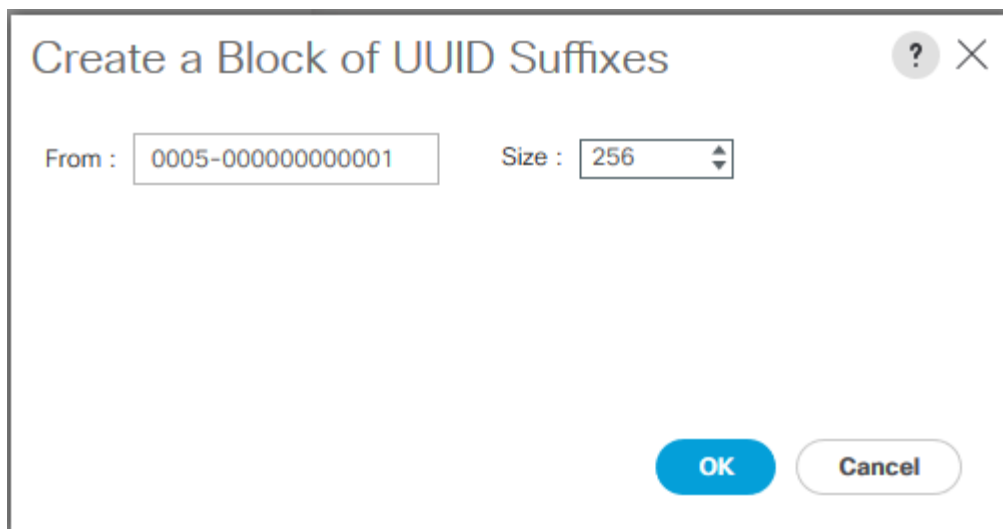 Create a Block of UUID Suffixes ?
From : 0005-000000000001 Size : 256
OK Cancel